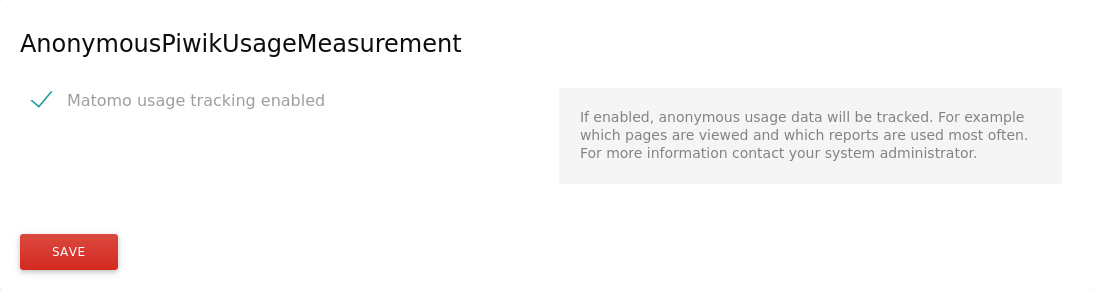 AnonymousPiwikUsageMeasurement
Matomo usage tracking enabled
If enabled, anonymous usage data will be tracked. For example
which pages are viewed and which reports are used most often.
For more information contact your system administrator.
SAVE